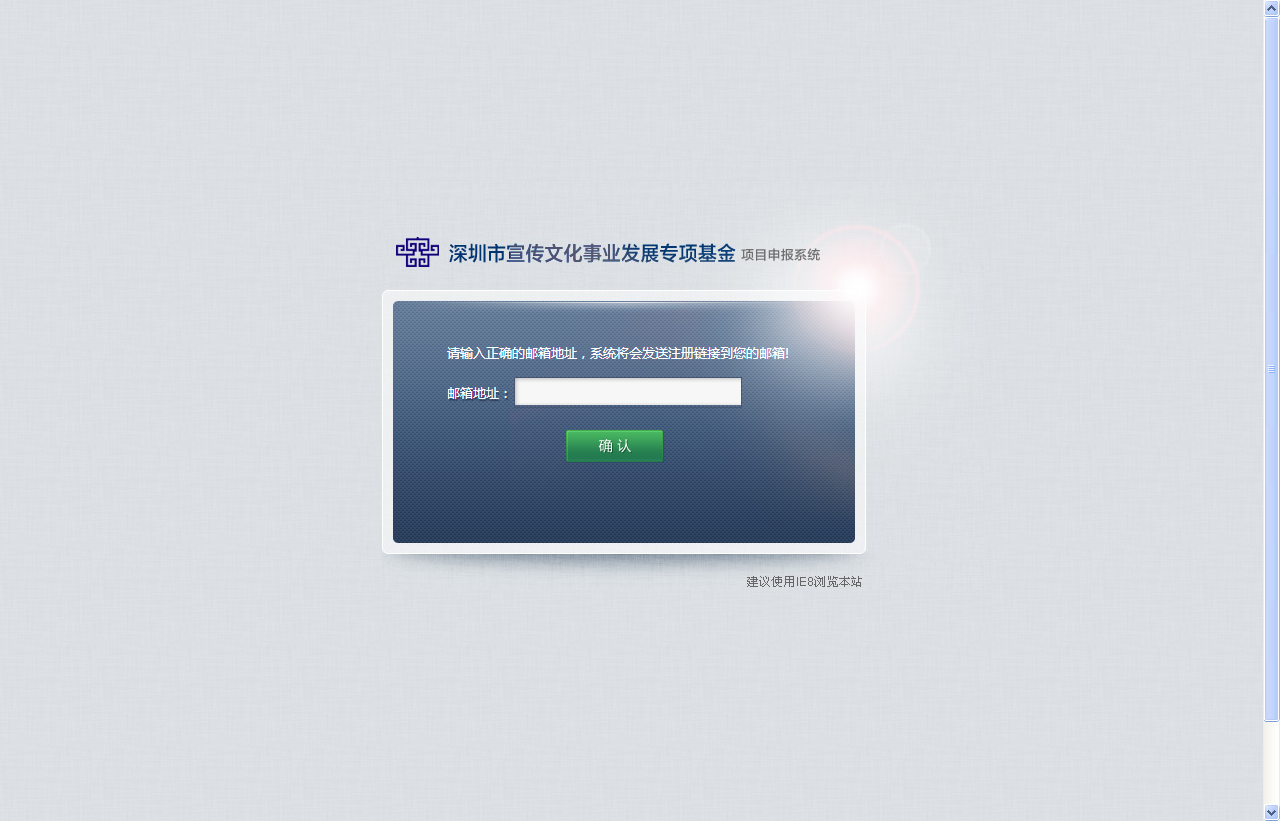 深圳市宣传文化事业发展专项基金 项目申报系统
请输入正确的邮箱地址，系统将会发送注册链接到您的邮箱!
邮箱地址：
确 认
建议使用IE8浏览本站